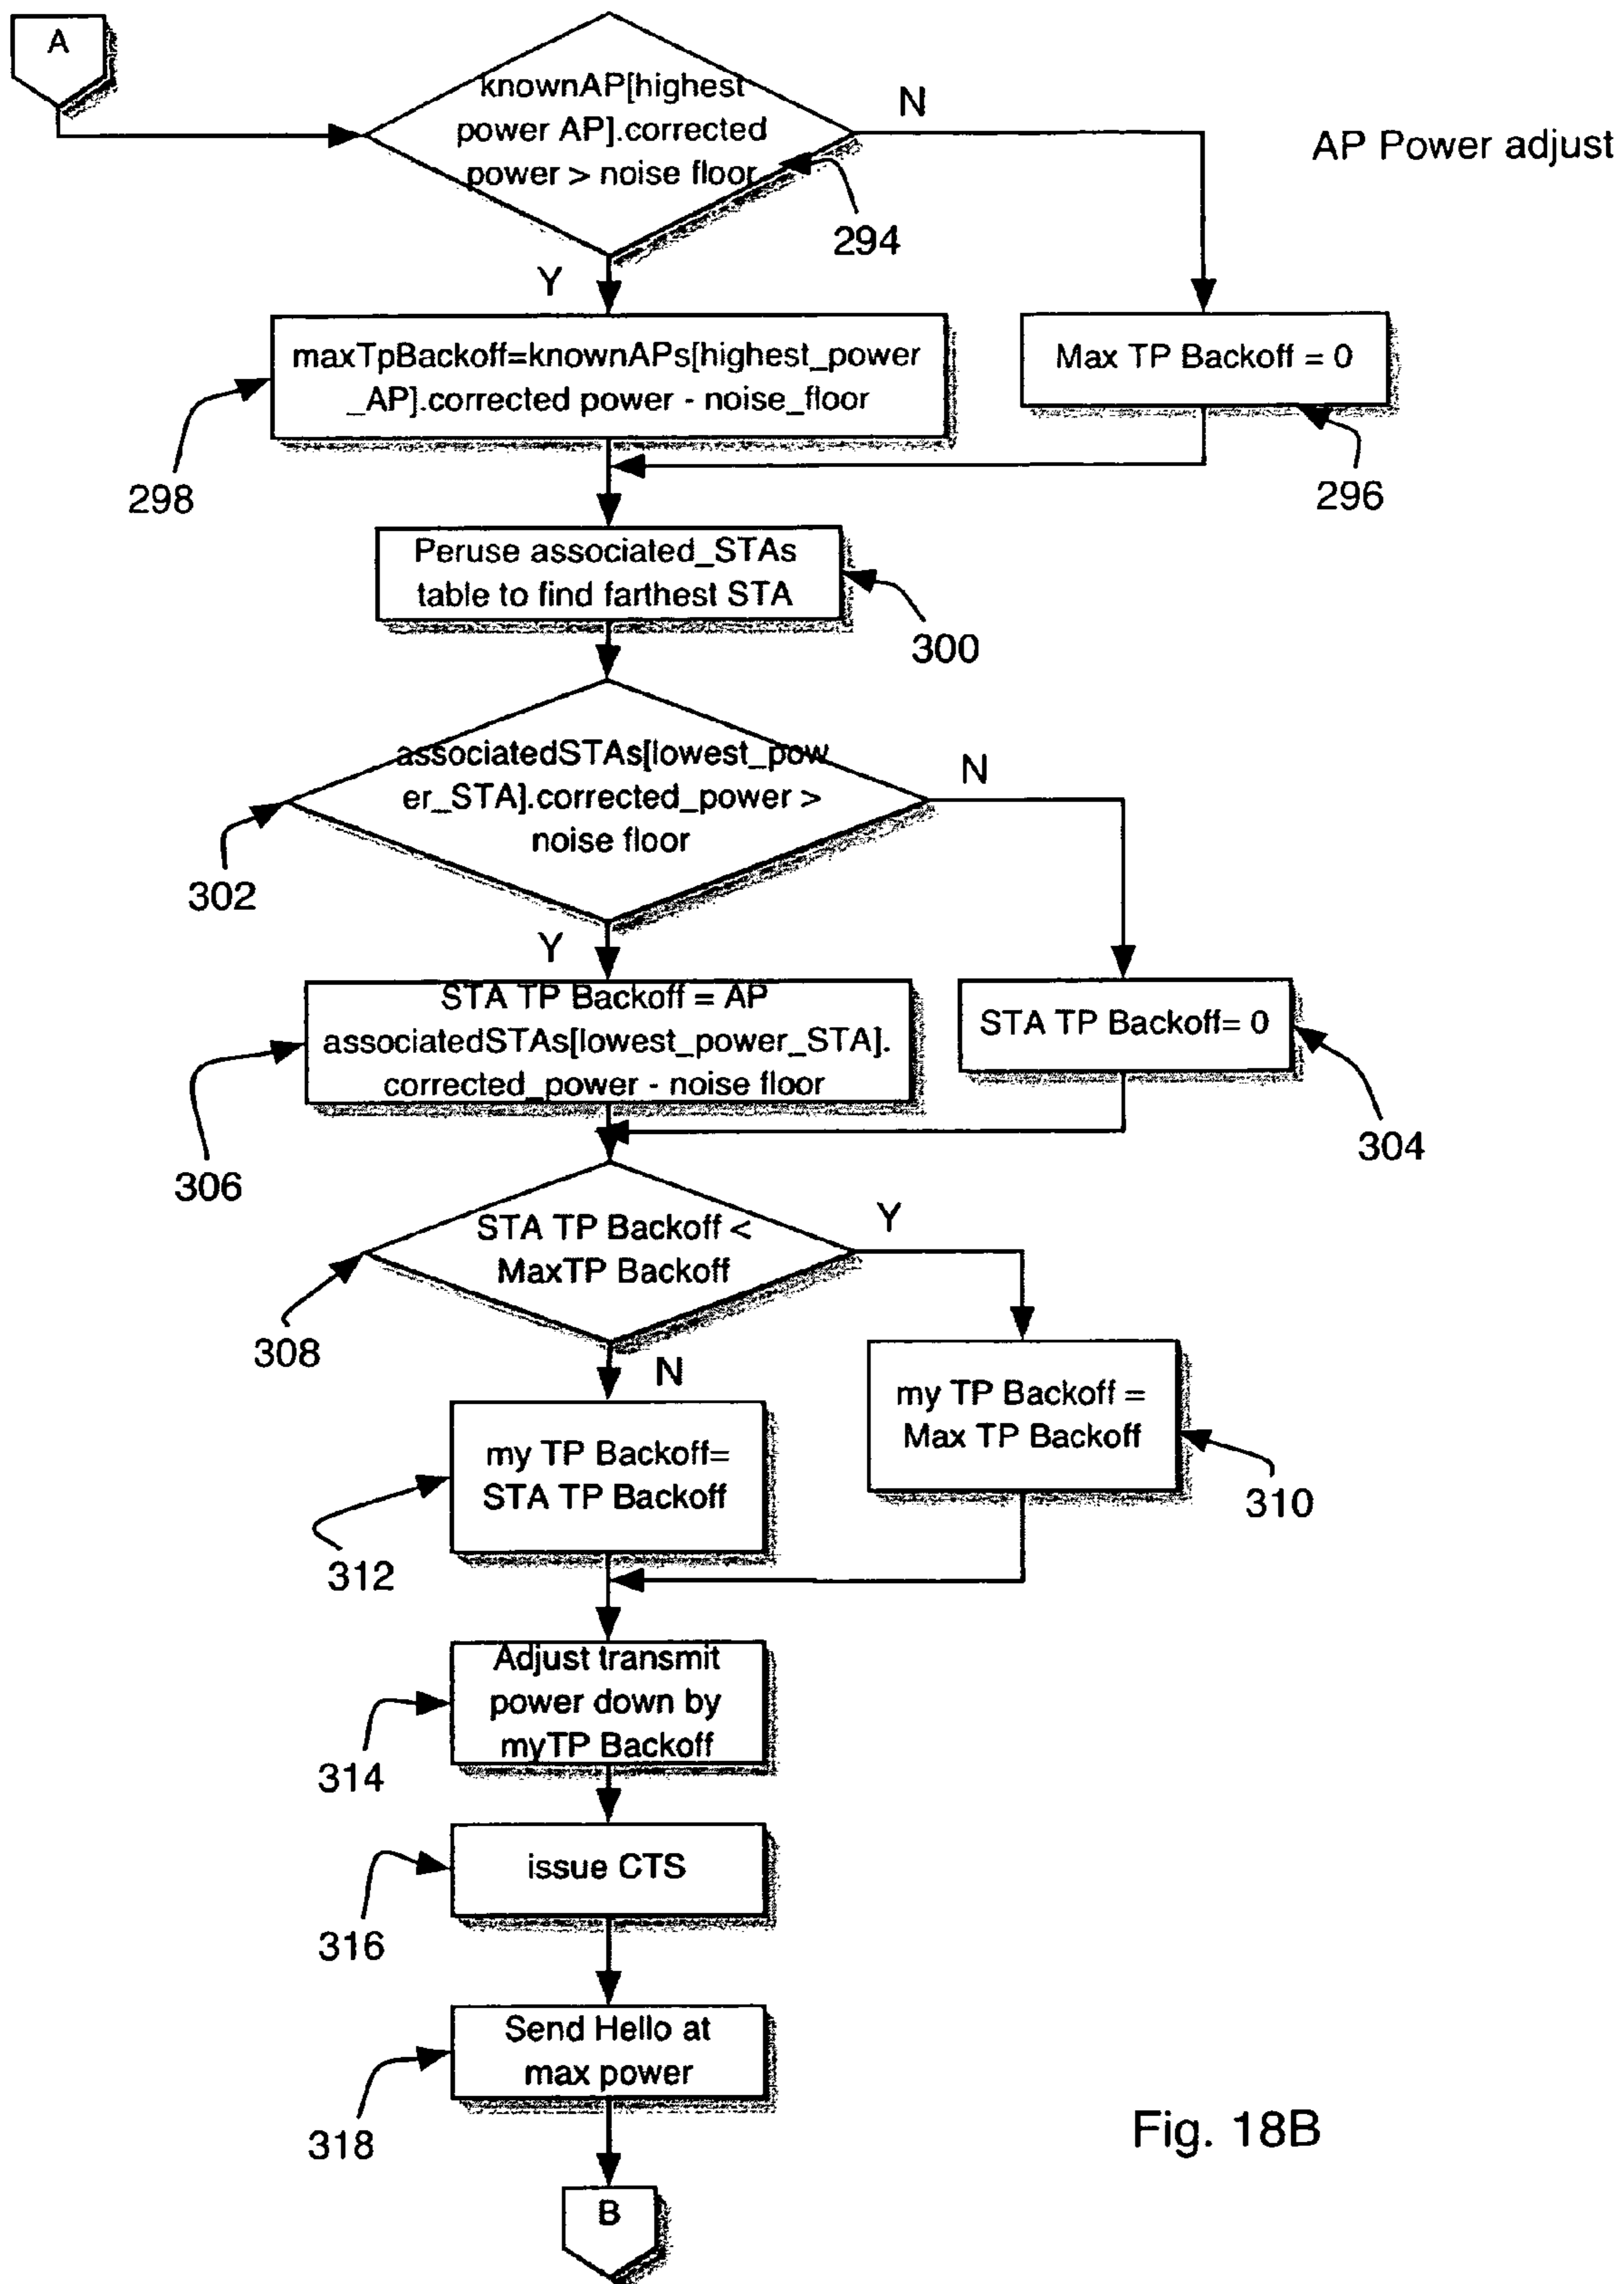 A
knownAP[highest
power AP].corrected
power > noise floor
N
AP Power adjust
294
Y
maxTpBackoff=knownAPs[highest_power
_AP].corrected power - noise_floor
Max TP Backoff = 0
298
296
Peruse associated_STAs
table to find farthest STA
300
associatedSTAs[lowest_pow
er_STA].corrected_power >
noise floor
N
302
Y
STA TP Backoff = AP
associatedSTAs[lowest_power_STA].
corrected_power - noise floor
STA TP Backoff= 0
304
306
STA TP Backoff <
MaxTP Backoff
Y
308
N
my TP Backoff =
Max TP Backoff
my TP Backoff=
STA TP Backoff
310
312
Adjust transmit
power down by
myTP Backoff
314
issue CTS
316
Send Hello at
max power
318
Fig. 18B
B